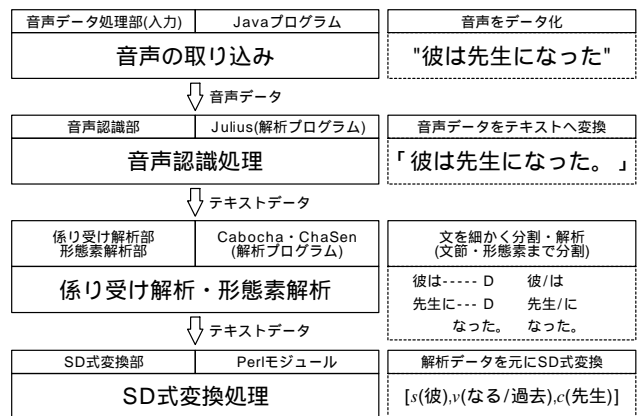 音声データ処理部(入力) Javaプログラム 音声をデータ化
音声の取り込み "彼は先生になった"
音声データ
音声認識部 Julius(解析プログラム) 音声データをテキストへ変換
音声認識処理 「彼は先生になった。」
テキストデータ
係り受け解析部 Cabocha・ChaSen 文を細かく分割・解析
形態素解析部 (解析プログラム) (文節・形態素まで分割)
係り受け解析・形態素解析
彼は----- D 彼/は
先生に--- D 先生/に
なった。 なった。
テキストデータ
SD式変換部 Perlモジュール 解析データを元にSD式変換
SD式変換処理 [s(彼),v(なる/過去),c(先生)]